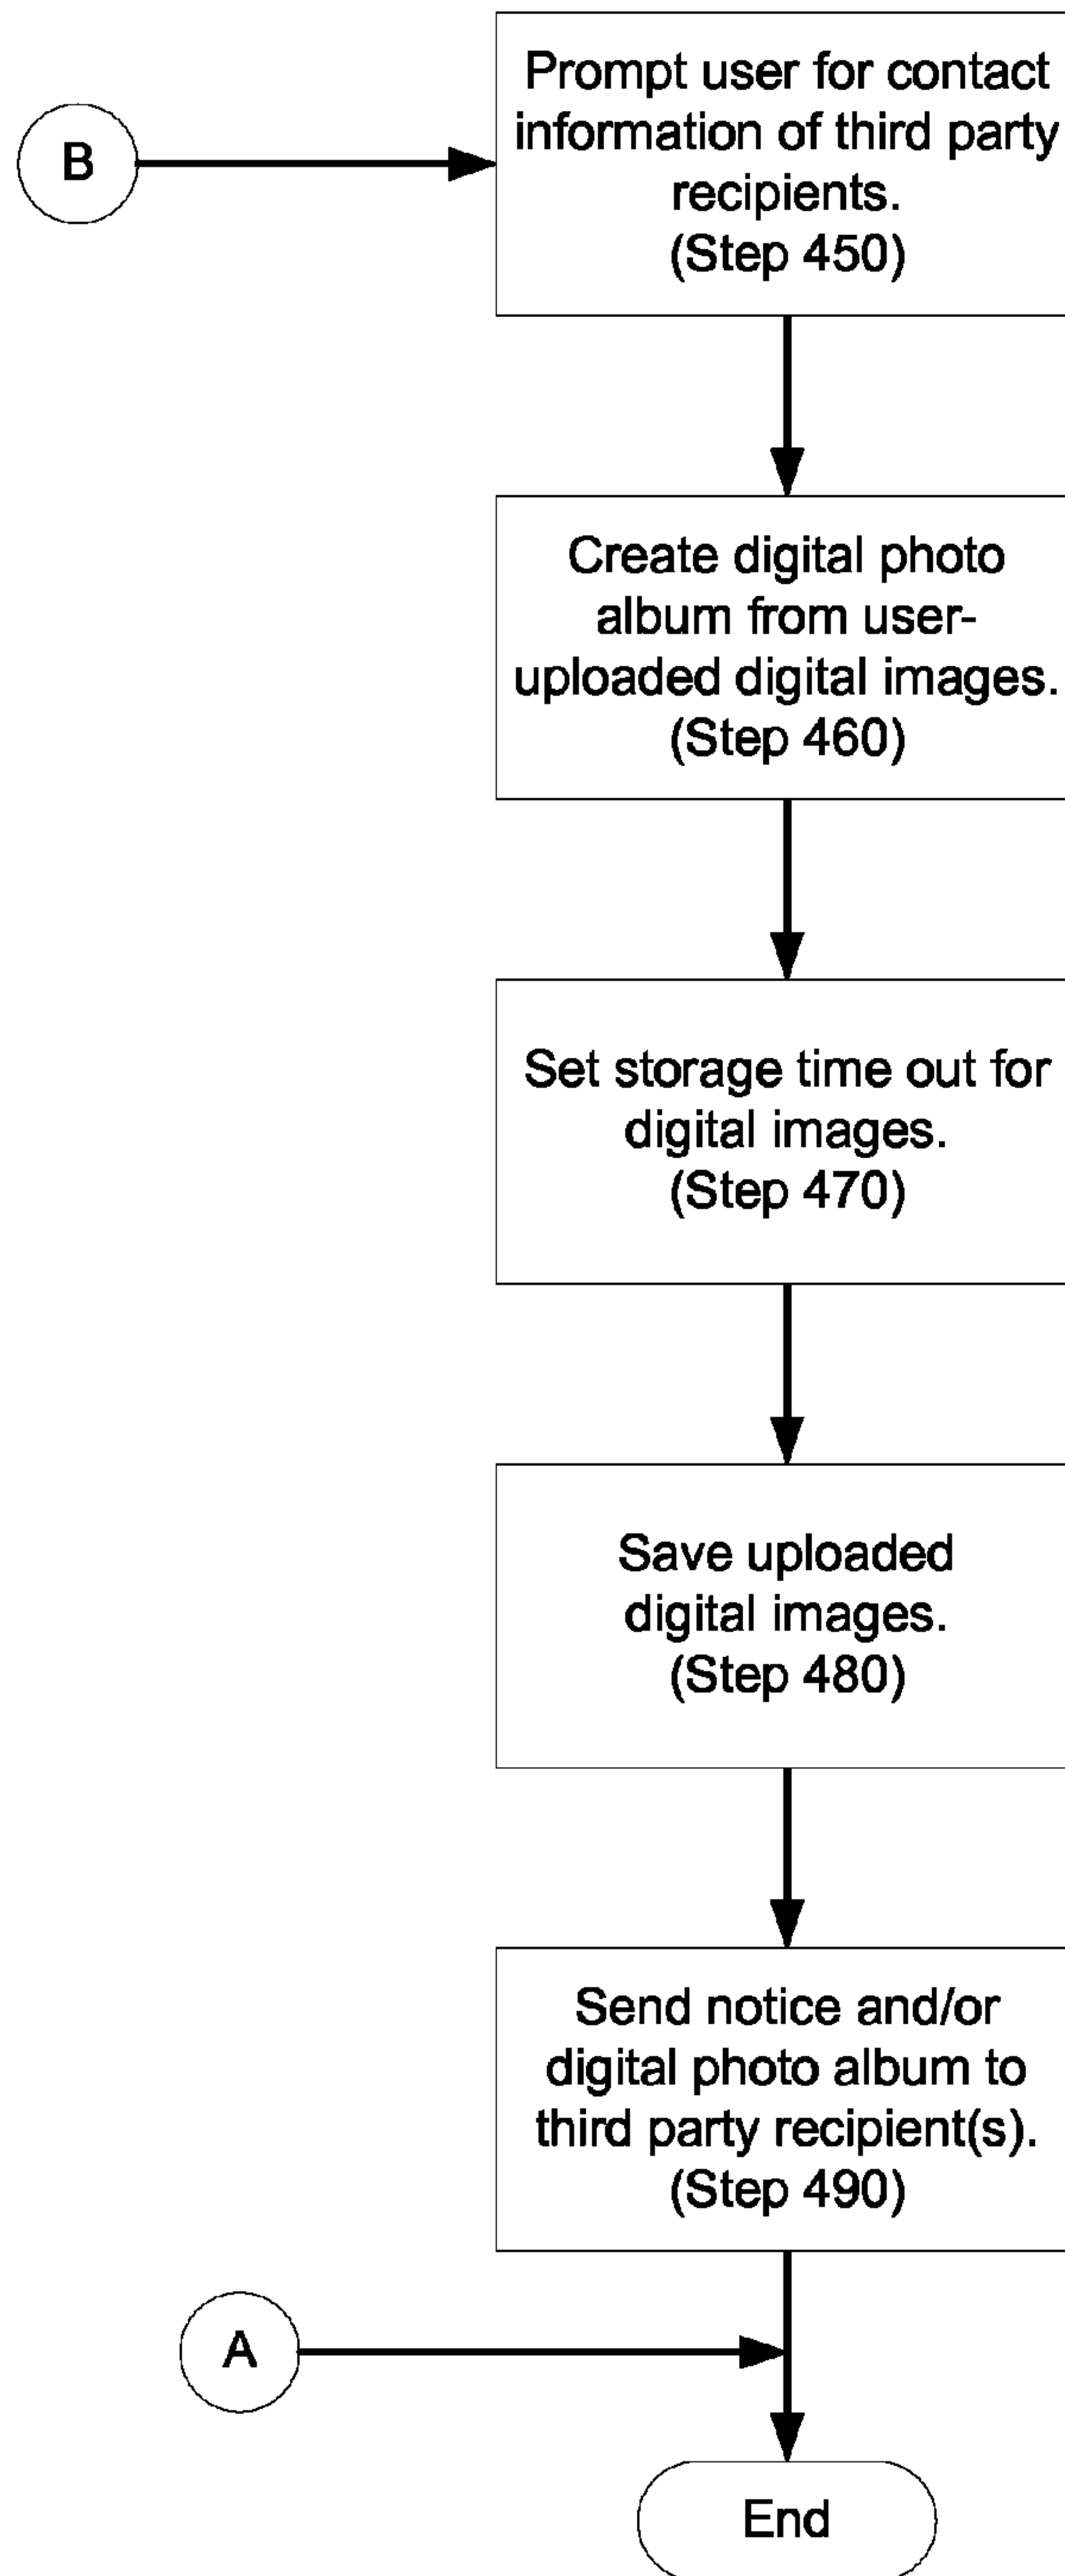 Prompt user for contact
information of third party
recipients.
(Step 450)
B
Create digital photo
album from user-
uploaded digital images.
(Step 460)
Set storage time out for
digital images.
(Step 470)
Save uploaded
digital images.
(Step 480)
Send notice and/or
digital photo album to
third party recipient(s).
(Step 490)
A
End